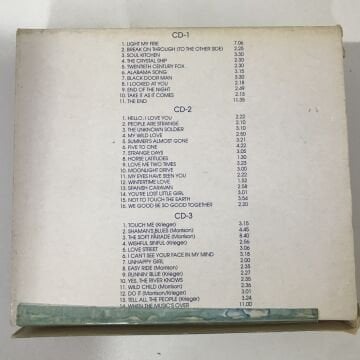 CD-1
1. LIGHT MY FIRE 7.06
2. BREAK ON THROUGH (TO THE OTHER SIDE) 2.25
3. SOUL KITCHEN 3.30
4. THE CRYSTAL SHIP 2.30
5. TWENTIETH CENTURY FOX 2.30
6. ALABAMA SONG 3.15
7. BLACK DOOR MAN 3.30
8. I LOOKED AT YOU 2.18
9. END OF THE NIGHT 2.49
10. TAKE IT AS IT COMES 2.13
11. THE END 11.35
CD-2
1. HELLO, I LOVE YOU 2.22
2. PEOPLE ARE STRANGE 2.10
3. THE UNKNOWN SOLDIER 3.10
4. MY WILD LOVE 2.50
5. SUMMER'S ALMOST GONE 3.21
6. FIVE TO ONE 4.22
7. STRANGE DAYS 3.05
8. HORSE LATITUDES 1.30
9. LOVE ME TWO TIMES 3.23
10. MOONLIGHT DRIVE 3.00
11. MY EYES HAVE SEEN YOU 2.22
12. WINTERTIME LOVE 1.52
13. SPANISH CARAVAN 2.58
14. YOU'RE LOST LITTLE GIRL 3.01
15. NOT TO TOUCH THE EARTH 3.54
16. WE GOOD BE SO GOOD TOGETHER 2.20
CD-3
1. TOUCH ME (Krieger) 3.15
2. SHAMAN'S BLUES (Morrison) 4.45
3. THE SOFT PARADE (Morrison) 8.40
4. WISHFUL SINFUL (Krieger) 2.56
5. LOVE STREET 3.06
6. I CAN'T SEE YOUR FACE IN MY MIND 3.18
7. UNHAPPY GIRL 2.00
8. EASY RIDE (Morrison) 2.35
9. RUNNIN' BLUE (Krieger) 2.27
10. YES, THE RIVER KNOWS 2.35
11. WILD CHILD (Morrison) 2.36
12. DO IT (Morrison/Krieger) 3.01
13. TELL ALL THE PEOPLE (Krieger) 3.24
14. WHEN THE MUSIC'S OVER 11.00